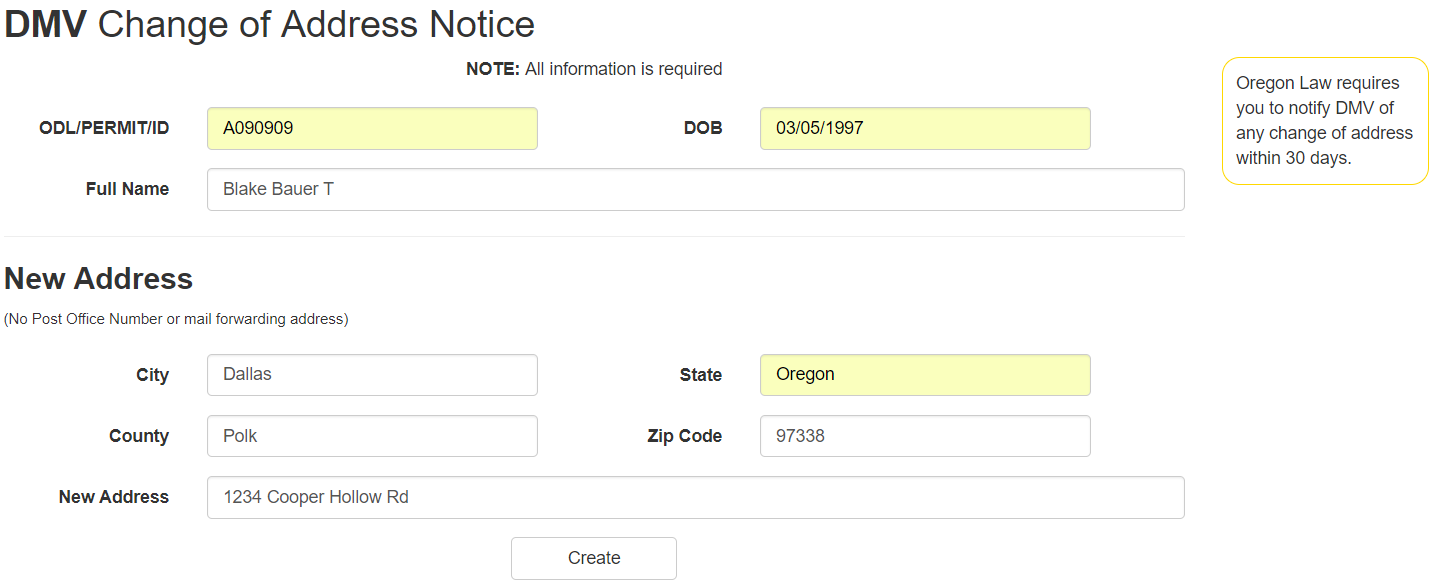 DMV Change of Address Notice
NOTE: All information is required
Oregon Law requires
you to notify DMV of
any change of address
within 30 days.
ODL/PERMIT/ID A090909 DOB 03/05/1997
Full Name Blake Bauer T
New Address
(No Post Office Number or mail forwarding address)
City Dallas State Oregon
County Polk Zip Code 97338
New Address 1234 Cooper Hollow Rd
Create